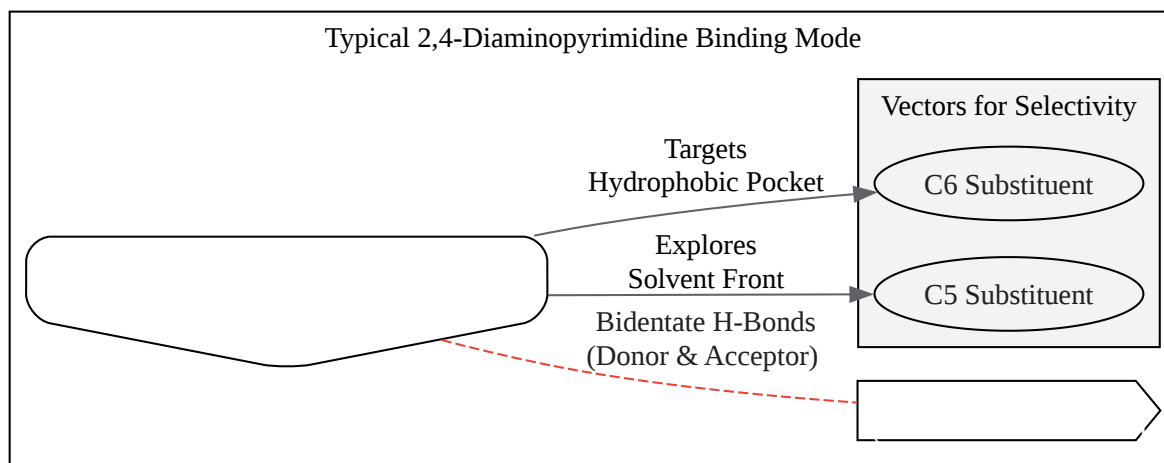 Typical 2,4-Diaminopyrimidine Binding Mode
Vectors for Selectivity
Targets
Hydrophobic Pocket
C6 Substituent
Explores
Solvent Front
C5 Substituent
Bidentate H-Bonds
(Donor & Acceptor)